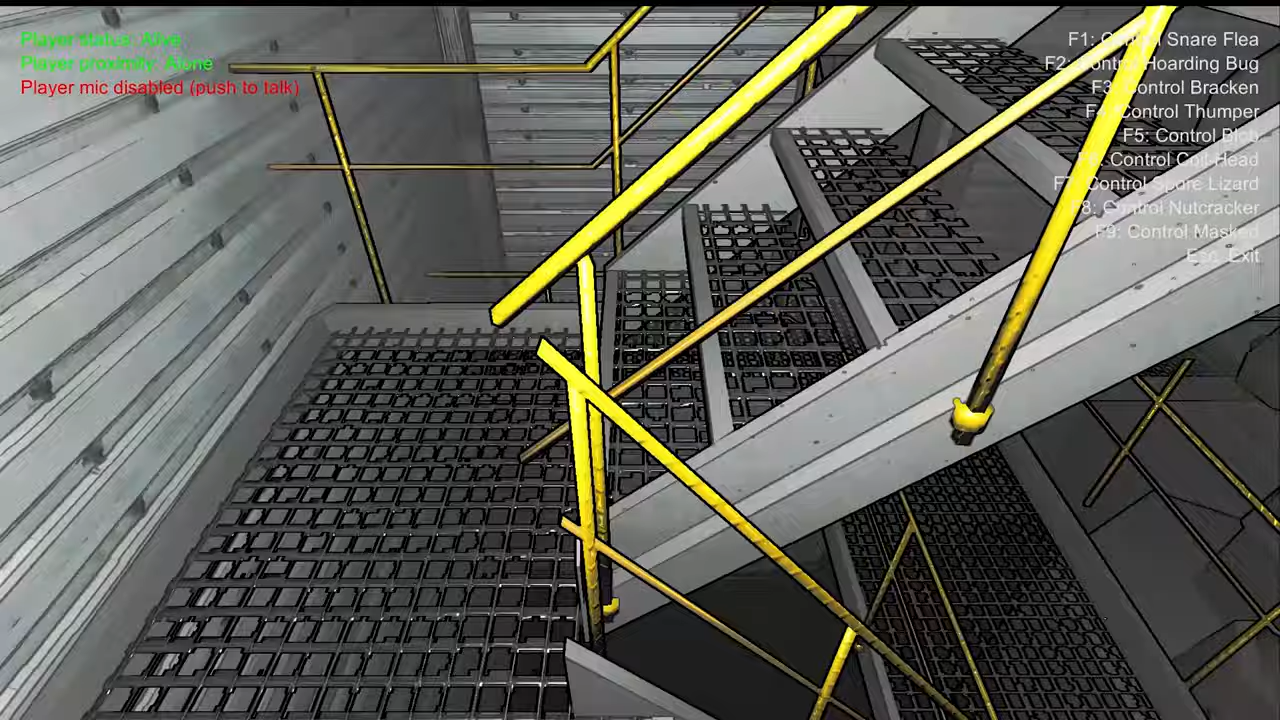 Player status: Alive
Player proximity: Alone
Player mic disabled (push to talk)
F1: Control Snare Flea
F2: Control Hoarding Bug
F3: Control Bracken
F4: Control Thumper
F5: Control Blob
F6: Control Coil-Head
F7: Control Spore Lizard
F8: Control Nutcracker
F9: Control Masked
Esc: Exit